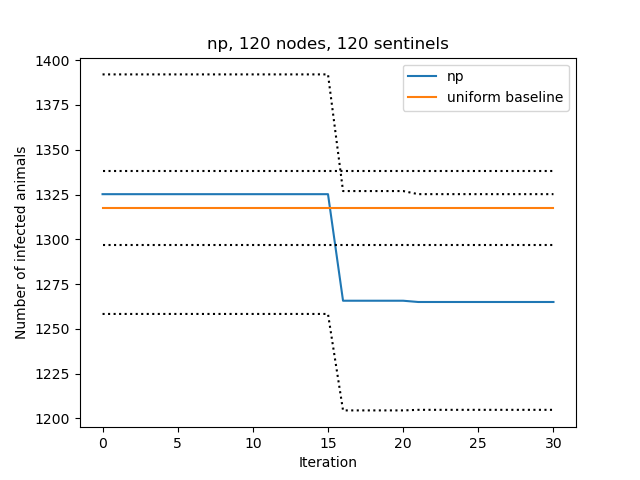 np, 120 nodes, 120 sentinels
1400
1375
1350
1325
1300
1275
1250
1225
1200
Number of infected animals
np
uniform baseline
0 5 10 15 20 25 30
Iteration